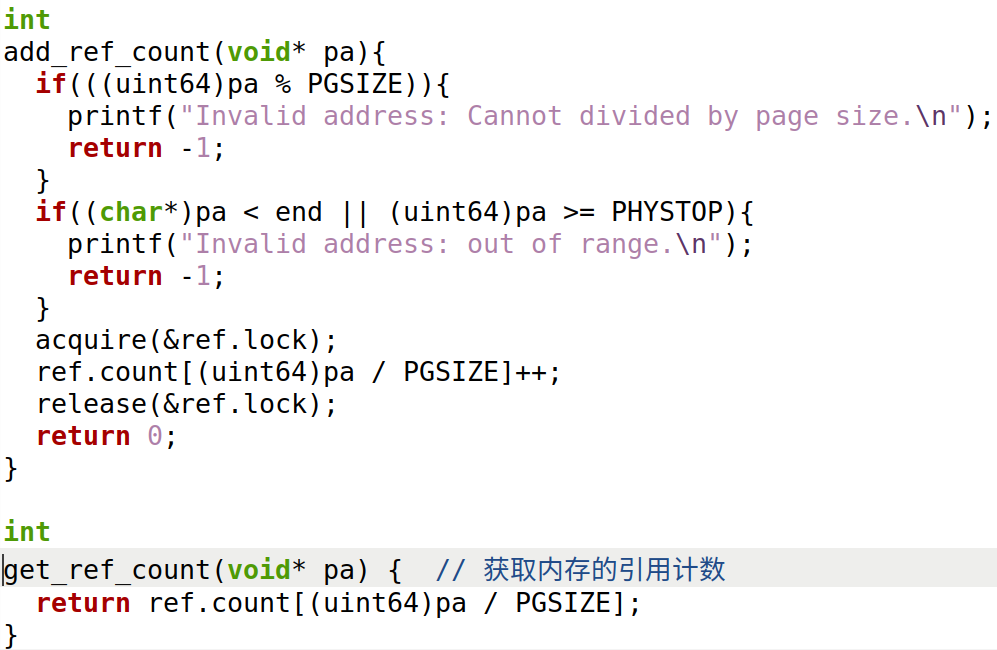 int
add_ref_count(void* pa){
  if(((uint64)pa % PGSIZE)){
    printf("Invalid address: Cannot divided by page size.\n");
    return -1;
  }
  if((char*)pa < end || (uint64)pa >= PHYSTOP){
    printf("Invalid address: out of range.\n");
    return -1;
  }
  acquire(&ref.lock);
  ref.count[(uint64)pa / PGSIZE]++;
  release(&ref.lock);
  return 0;
}

int
get_ref_count(void* pa) {  // 获取内存的引用计数
  return ref.count[(uint64)pa / PGSIZE];
}